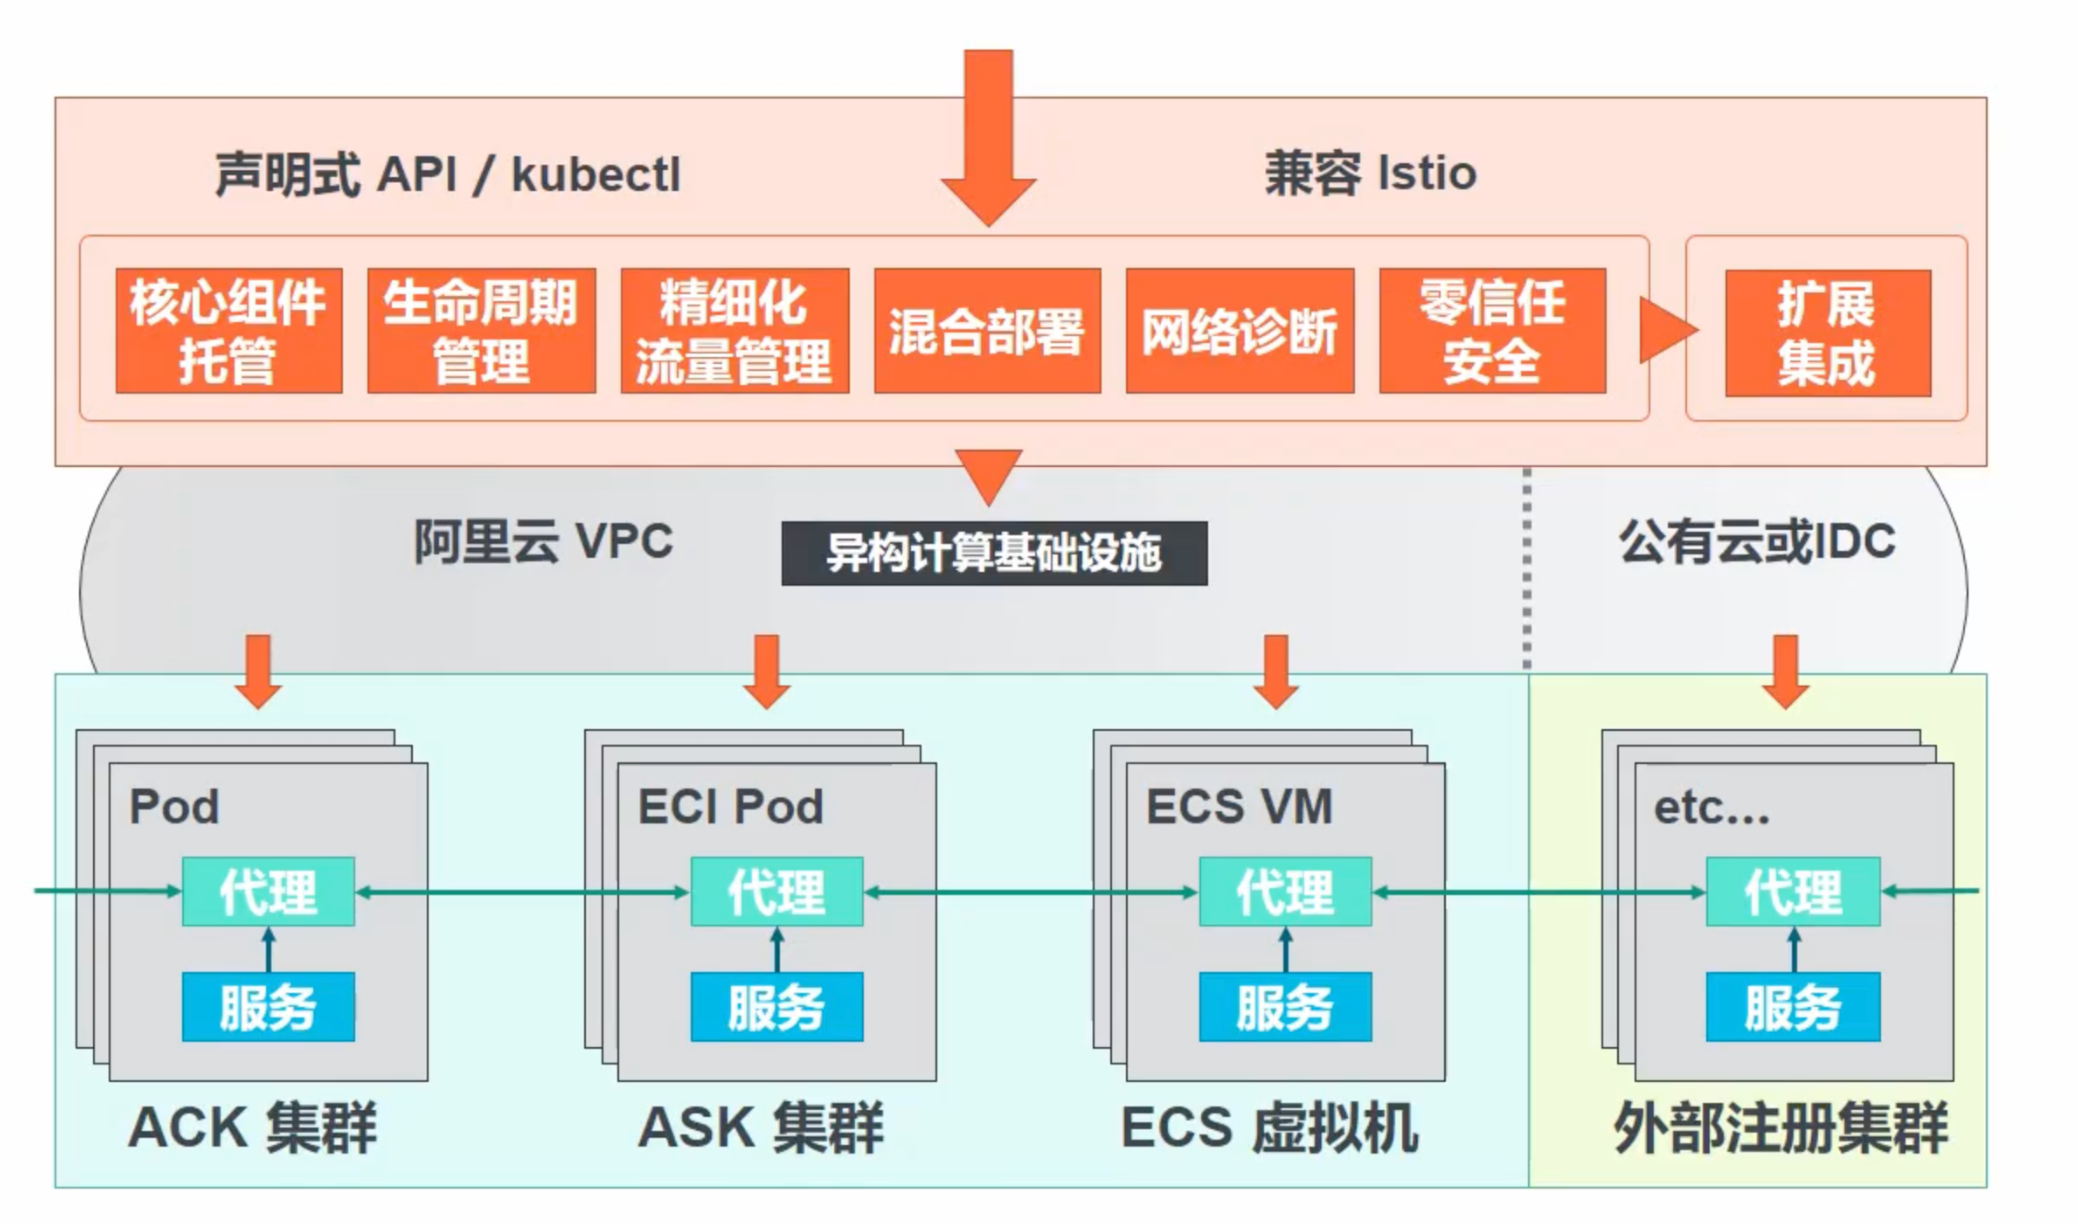 声明式 API / kubectl
兼容 Istio
核心组件
托管
生命周期
管理
精细化
流量管理
混合部署
网络诊断
零信任
安全
扩展
集成
阿里云 VPC
异构计算基础设施
公有云或IDC
Pod
代理
服务
ACK 集群
ECI Pod
代理
服务
ASK 集群
ECS VM
代理
服务
ECS 虚拟机
etc...
代理
服务
外部注册集群